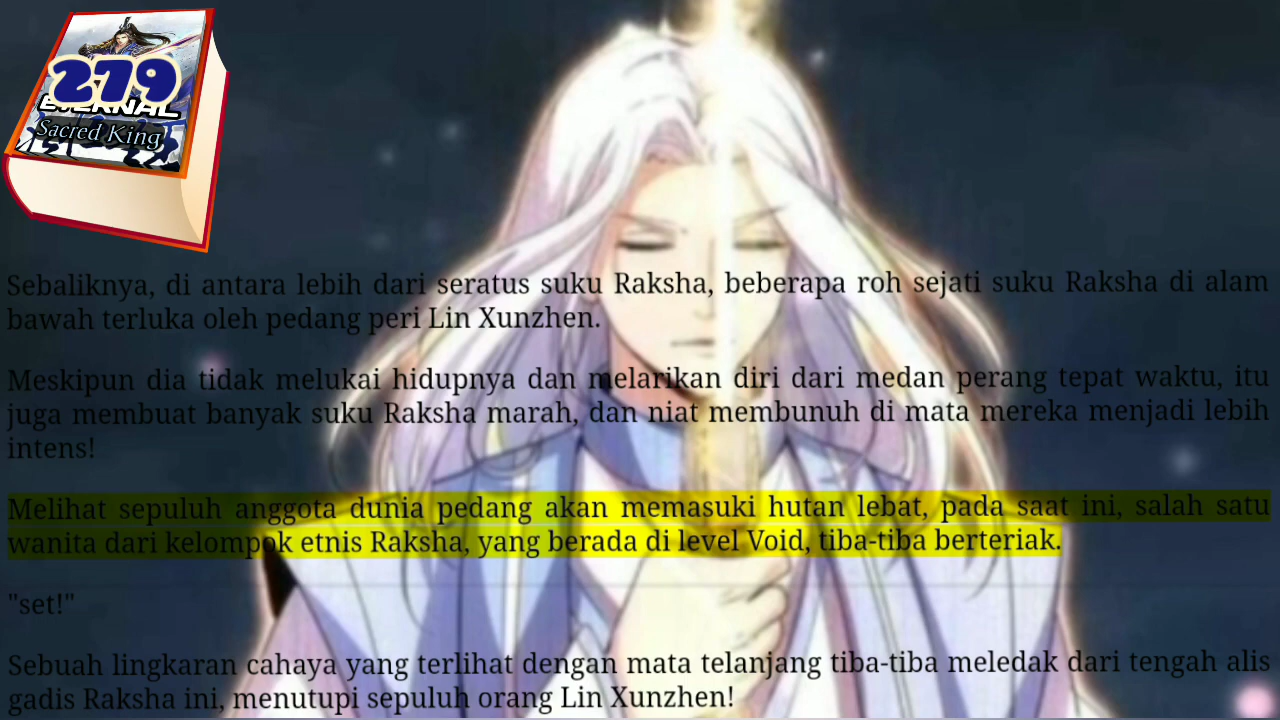 279
ETERNAL
Sacred King
Sebaliknya, di antara lebih dari seratus suku Raksha, beberapa roh sejati suku Raksha di alam
bawah terluka oleh pedang peri Lin Xunzhen.
Meskipun dia tidak melukai hidupnya dan melarikan diri dari medan perang tepat waktu, itu
juga membuat banyak suku Raksha marah, dan niat membunuh di mata mereka menjadi lebih
intens!
Melihat sepuluh anggota dunia pedang akan memasuki hutan lebat, pada saat ini, salah satu
wanita dari kelompok etnis Raksha, yang berada di level Void, tiba-tiba berteriak.
"set!"
Sebuah lingkaran cahaya yang terlihat dengan mata telanjang tiba-tiba meledak dari tengah alis
gadis Raksha ini, menutupi sepuluh orang Lin Xunzhen!